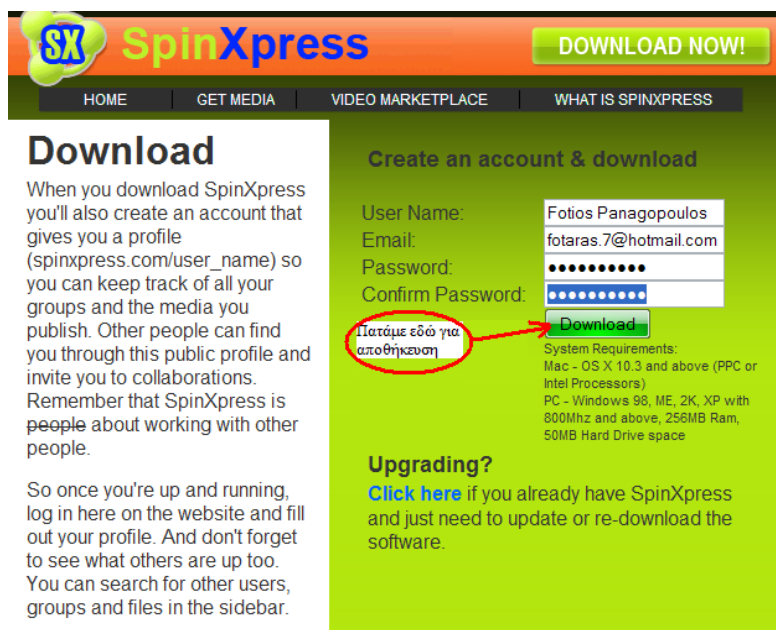 SX SpinXpress
DOWNLOAD NOW!
HOME GET MEDIA VIDEO MARKETPLACE WHAT IS SPINXPRESS
Download
When you download SpinXpress
you'll also create an account that
gives you a profile
(spinxpress.com/user_name) so
you can keep track of all your
groups and the media you
publish. Other people can find
you through this public profile and
invite you to collaborations.
Remember that SpinXpress is
people about working with other
people.
So once you're up and running,
log in here on the website and fill
out your profile. And don't forget
to see what others are up too.
You can search for other users,
groups and files in the sidebar.
Create an account & download
User Name: Fotios Panagopoulos
Email: fotaras.7@hotmail.com
Password: ●●●●●●●●●●
Confirm Password: ●●●●●●●●●●
Πατάμε εδώ για
αποθήκευση
Download
System Requirements:
Mac - OS X 10.3 and above (PPC or
Intel Processors)
PC - Windows 98, ME, 2K, XP with
800Mhz and above, 256MB Ram,
50MB Hard Drive space
Upgrading?
Click here if you already have SpinXpress
and just need to update or re-download the
software.